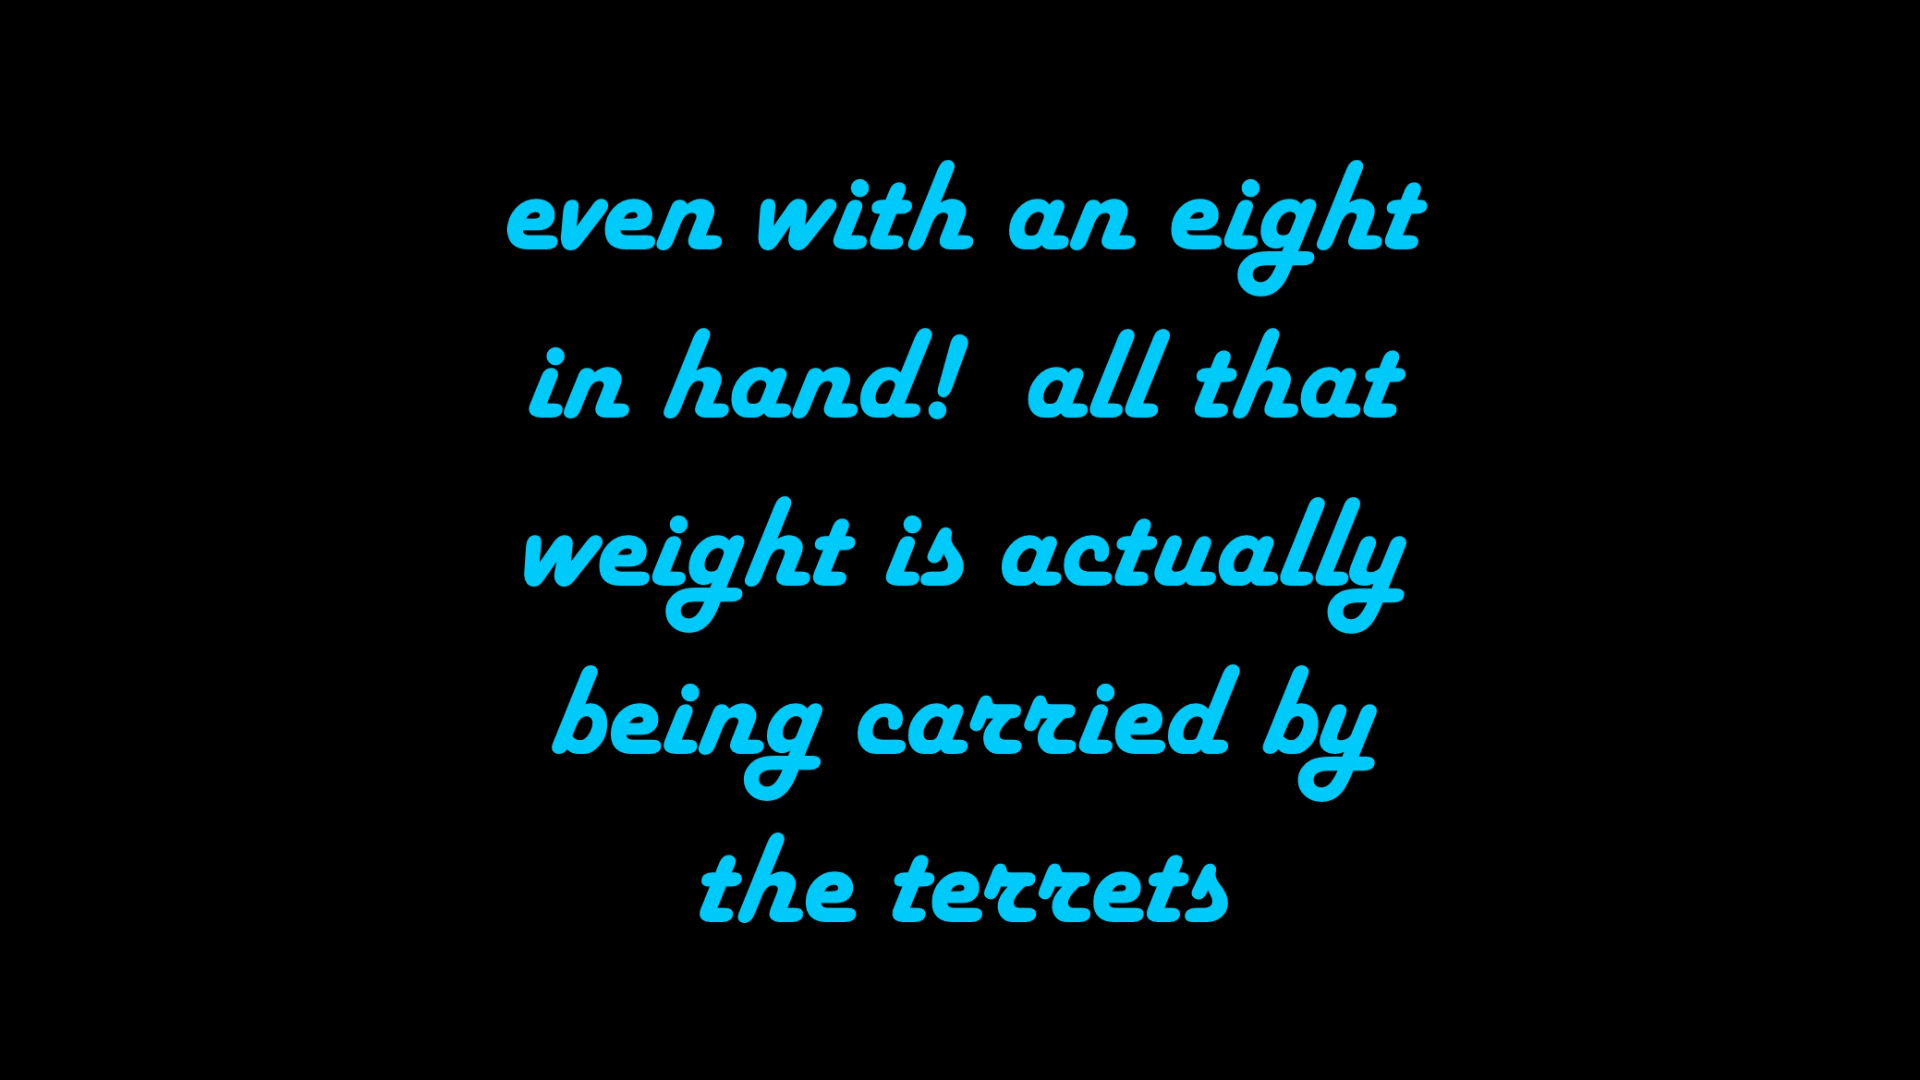 even with an eight
in hand!  all that
weight is actually
being carried by
the terrets